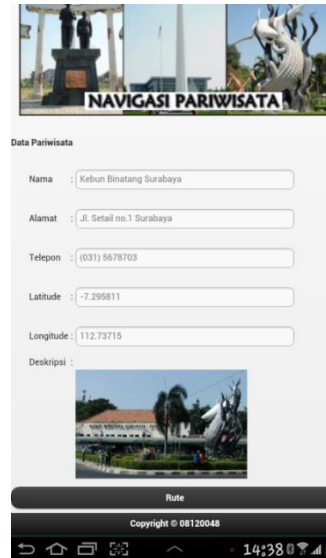 NAVIGASI PARIWISATA
Data Pariwisata
Nama : Kebun Binatang Surabaya
Alamat : Jl. Setail no.1 Surabaya
Telepon : (031) 5678703
Latitude : -7.295811
Longitude : 112.73715
Deskripsi :
Rute
Copyright © 08120048
14:38